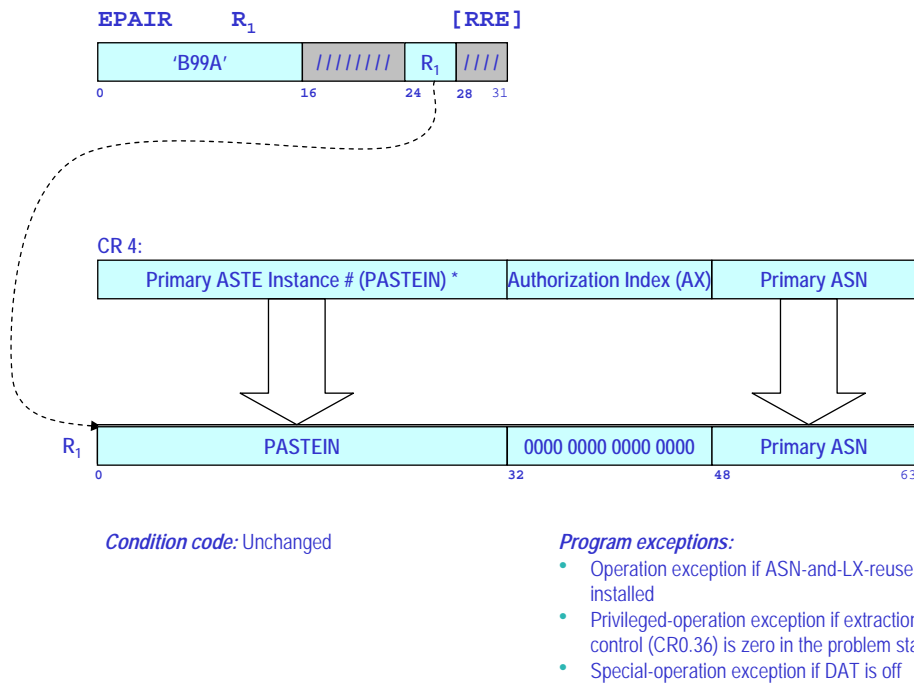 EPAIR R1 [RRE]
‘B99A’ //////// R1 ////
0 16 24 28 31
CR 4:
Primary ASTE Instance # (PASTEIN) * Authorization Index (AX) Primary ASN
R1 PASTEIN 0000 0000 0000 0000 Primary ASN
0 32 48 63
Condition code: Unchanged
Program exceptions:
• Operation exception if ASN-and-LX-reuse
installed
• Privileged-operation exception if extraction
control (CR0.36) is zero in the problem sta
• Special-operation exception if DAT is off